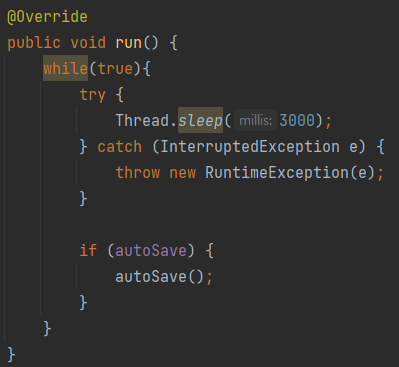 @Override
public void run() {
while(true){
try {
Thread.sleep( millis: 3000);
} catch (InterruptedException e) {
throw new RuntimeException(e);
}
if (autoSave) {
autoSave();
}
}
}